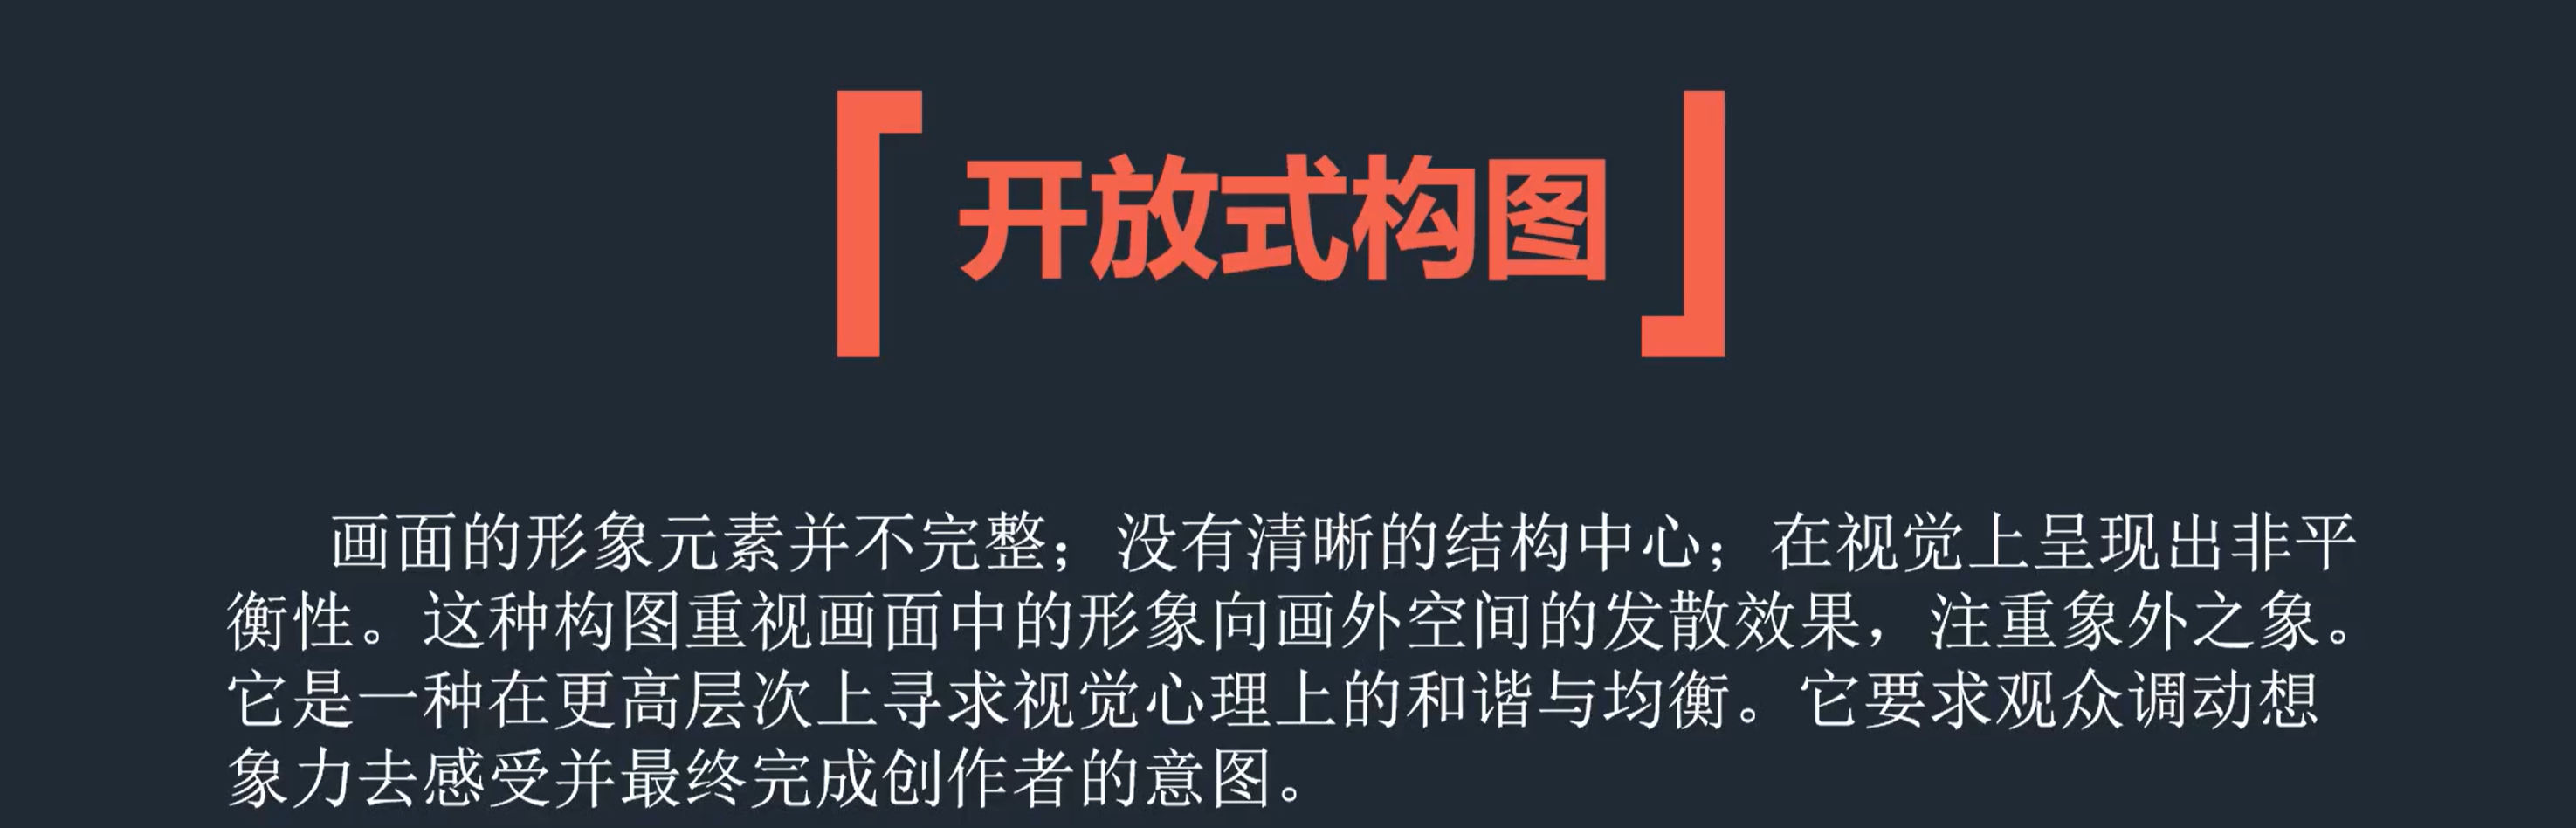 「开放式构图」
画面的形象元素并不完整；没有清晰的结构中心；在视觉上呈现出非平
衡性。这种构图重视画面中的形象向画外空间的发散效果，注重象外之象。
它是一种在更高层次上寻求视觉心理上的和谐与均衡。它要求观众调动想
象力去感受并最终完成创作者的意图。